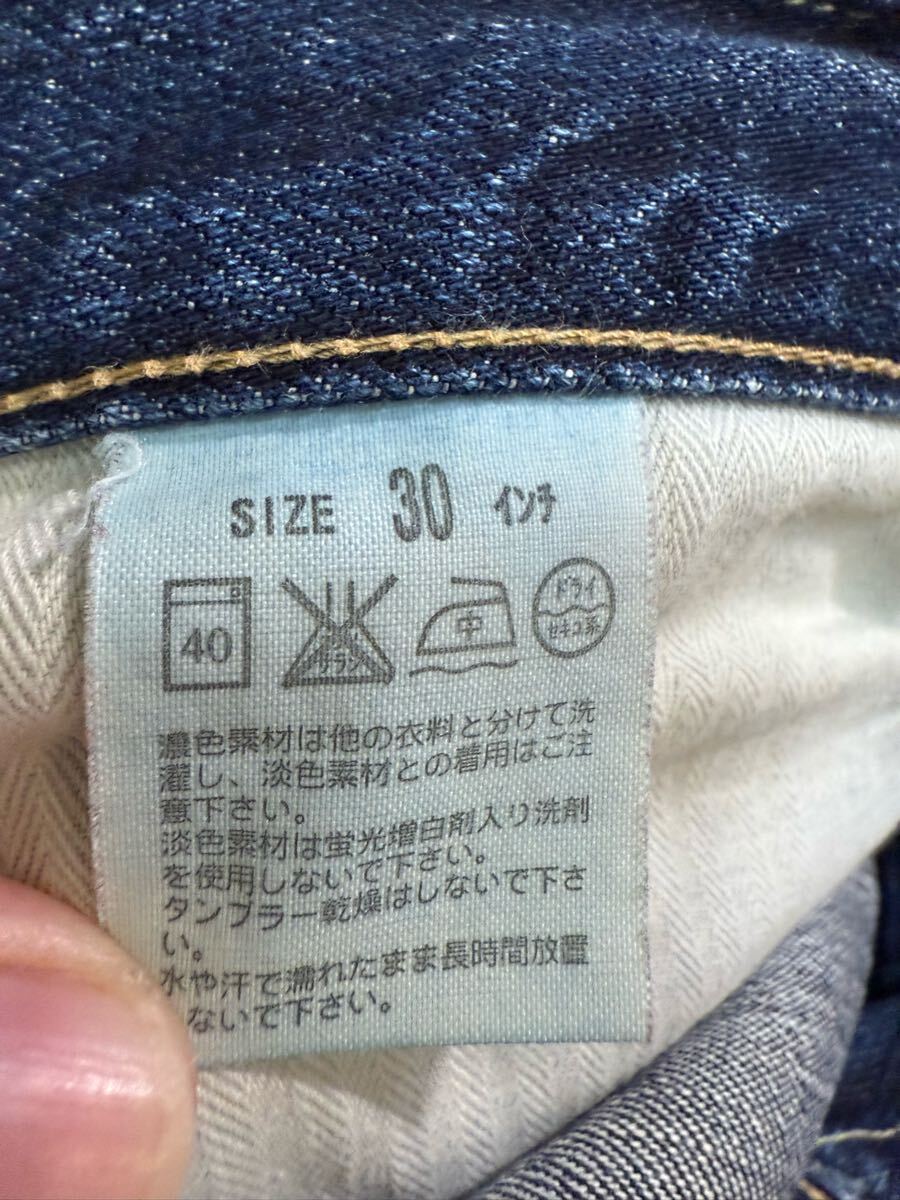 SIZE 30 インチ
40 サラシ 中 ドライ セキユ系
濃色素材は他の衣料と分けて洗
濯し、淡色素材との着用はご注
意下さい。
淡色素材は蛍光増白剤入り洗剤
を使用しないで下さい。
タンブラー乾燥はしないで下さ
い。
水や汗で濡れたまま長時間放置
ないで下さい。